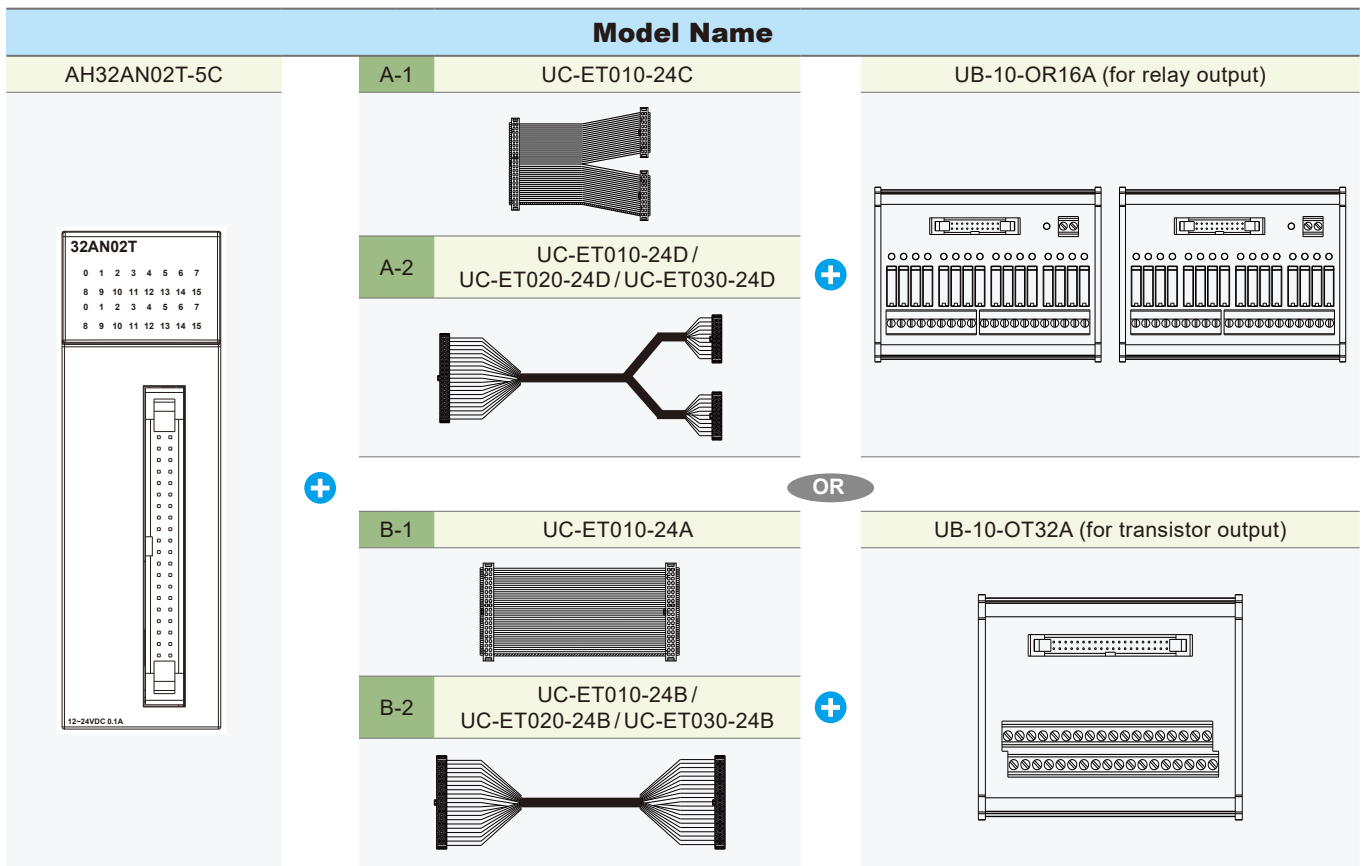 Model Name
AH32AN02T-5C
32AN02T
0 1 2 3 4 5 6 7
8 9 10 11 12 13 14 15
0 1 2 3 4 5 6 7
8 9 10 11 12 13 14 15
12~24VDC 0.1A
A-1
UC-ET010-24C
A-2
UC-ET010-24D /
UC-ET020-24D / UC-ET030-24D
UB-10-OR16A (for relay output)
OR
B-1
UC-ET010-24A
B-2
UC-ET010-24B /
UC-ET020-24B / UC-ET030-24B
UB-10-OT32A (for transistor output)